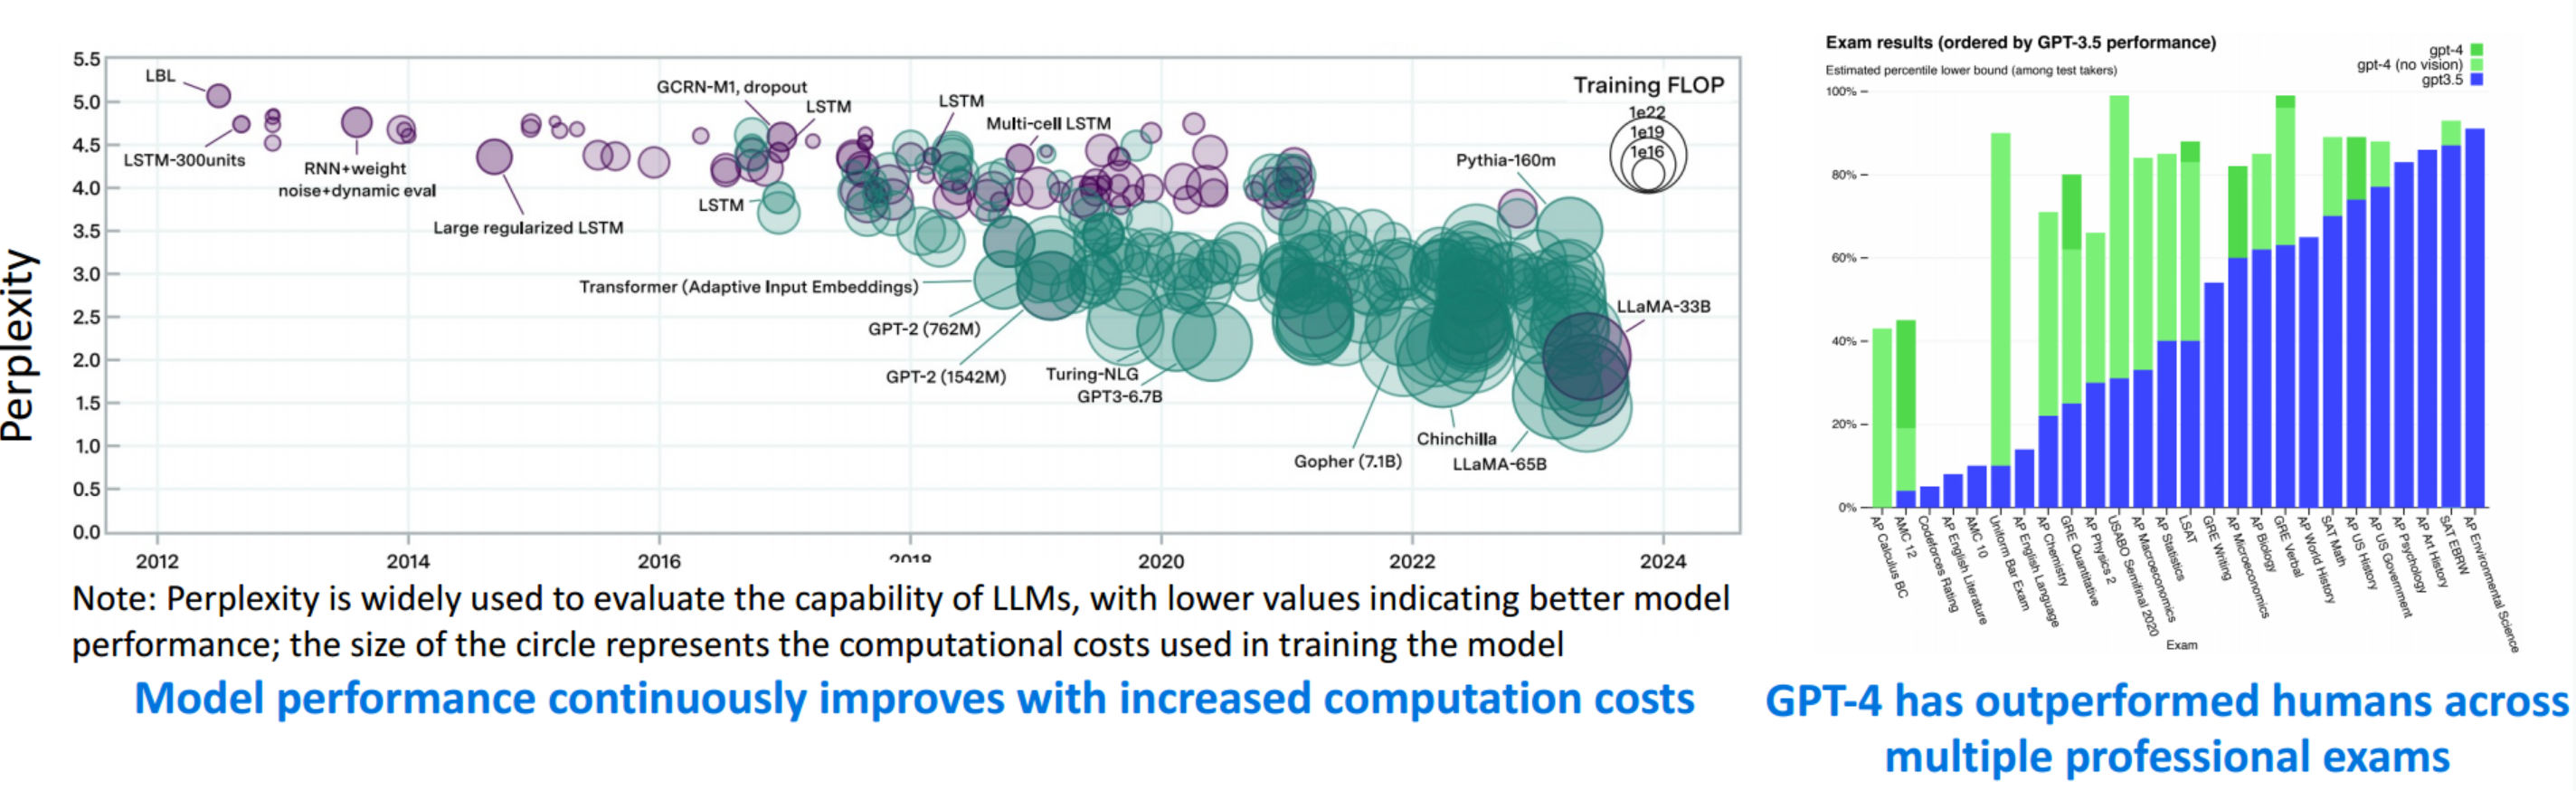 5.5
5.0
4.5
4.0
3.5
3.0
2.5
2.0
1.5
1.0
0.5
0.0
Perplexity
LBL
LSTM-300units
RNN+weight
noise+dynamic eval
Large regularized LSTM
GCRN-M1, dropout
LSTM
LSTM
LSTM
Multi-cell LSTM
Transformer (Adaptive Input Embeddings)
GPT-2 (762M)
GPT-2 (1542M)
Turing-NLG
GPT3-6.7B
Pythia-160m
LLaMA-33B
Gopher (7.1B)
Chinchilla
LLaMA-65B
Training FLOP
1e22
1e19
1e16
2012
2014
2016
2018
2020
2022
2024
Note: Perplexity is widely used to evaluate the capability of LLMs, with lower values indicating better model
performance; the size of the circle represents the computational costs used in training the model
Model performance continuously improves with increased computation costs
Exam results (ordered by GPT-3.5 performance)
Estimated percentile lower bound (among test takers)
gpt-4
gpt-4 (no vision)
gpt3.5
100%
80%
60%
40%
20%
0%
AP Calculus BC
AMC 12
Codeforces Rating
AP English Literature
AMC 10
Uniform Bar Exam
AP English Language
AP Chemistry
GRE Quantitative
AP Physics 2
USABO Semifinal 2020
AP Macroeconomics
AP Statistics
LSAT
GRE Writing
AP Microeconomics
AP Biology
GRE Verbal
AP World History
SAT Math
AP US History
AP US Government
AP Psychology
AP Art History
SAT EBRW
AP Environmental Science
Exam
GPT-4 has outperformed humans across
multiple professional exams